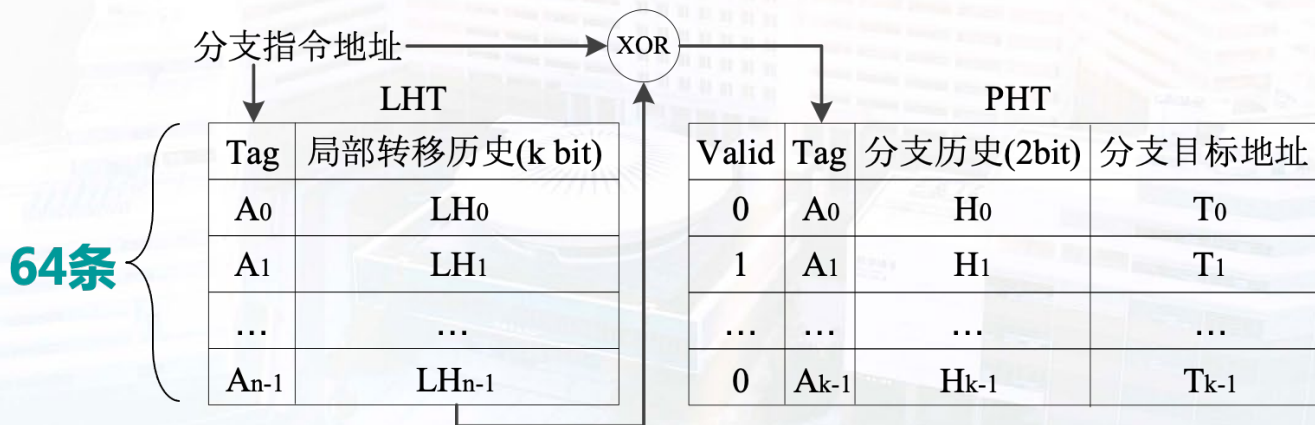 分支指令地址 XOR
LHT PHT
Tag 局部转移历史(k bit) Valid Tag 分支历史(2bit) 分支目标地址
A0 LH0 0 A0 H0 T0
64条 A1 LH1 1 A1 H1 T1
... ... ... ... ... ...
An-1 LHn-1 0 Ak-1 Hk-1 Tk-1